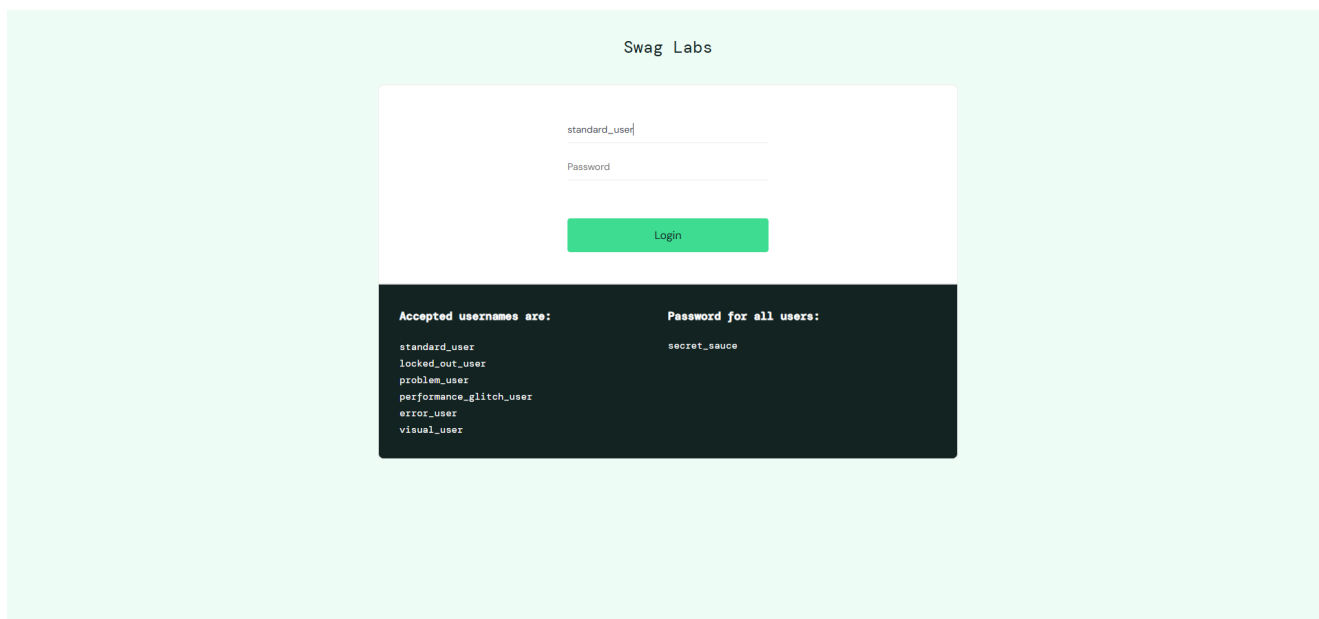 Swag Labs
standard_user
Password
Login
Accepted usernames are:
standard_user
locked_out_user
problem_user
performance_glitch_user
error_user
visual_user
Password for all users:
secret_sauce